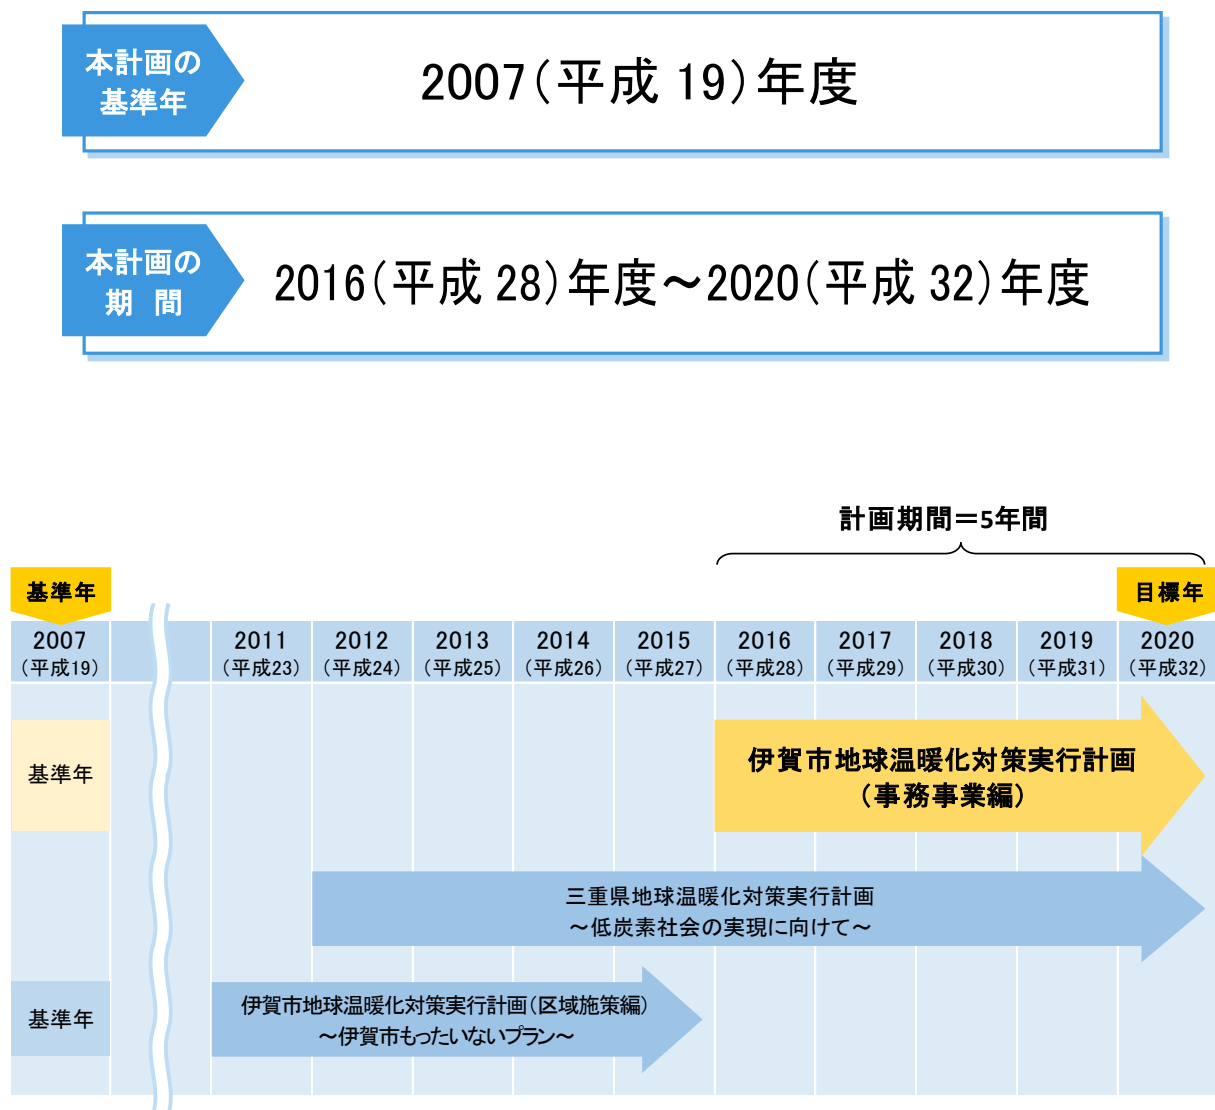 本計画の
基準年
2007（平成 19）年度
本計画の
期　間
2016（平成 28）年度～2020（平成 32）年度
計画期間＝5年間
基準年
目標年
2007 2011 2012 2013 2014 2015 2016 2017 2018 2019 2020
（平成19） （平成23） （平成24） （平成25） （平成26） （平成27） （平成28） （平成29） （平成30） （平成31） （平成32）
基準年
伊賀市地球温暖化対策実行計画
（事務事業編）
三重県地球温暖化対策実行計画
～低炭素社会の実現に向けて～
基準年
伊賀市地球温暖化対策実行計画（区域施策編）
～伊賀市もったいないプラン～